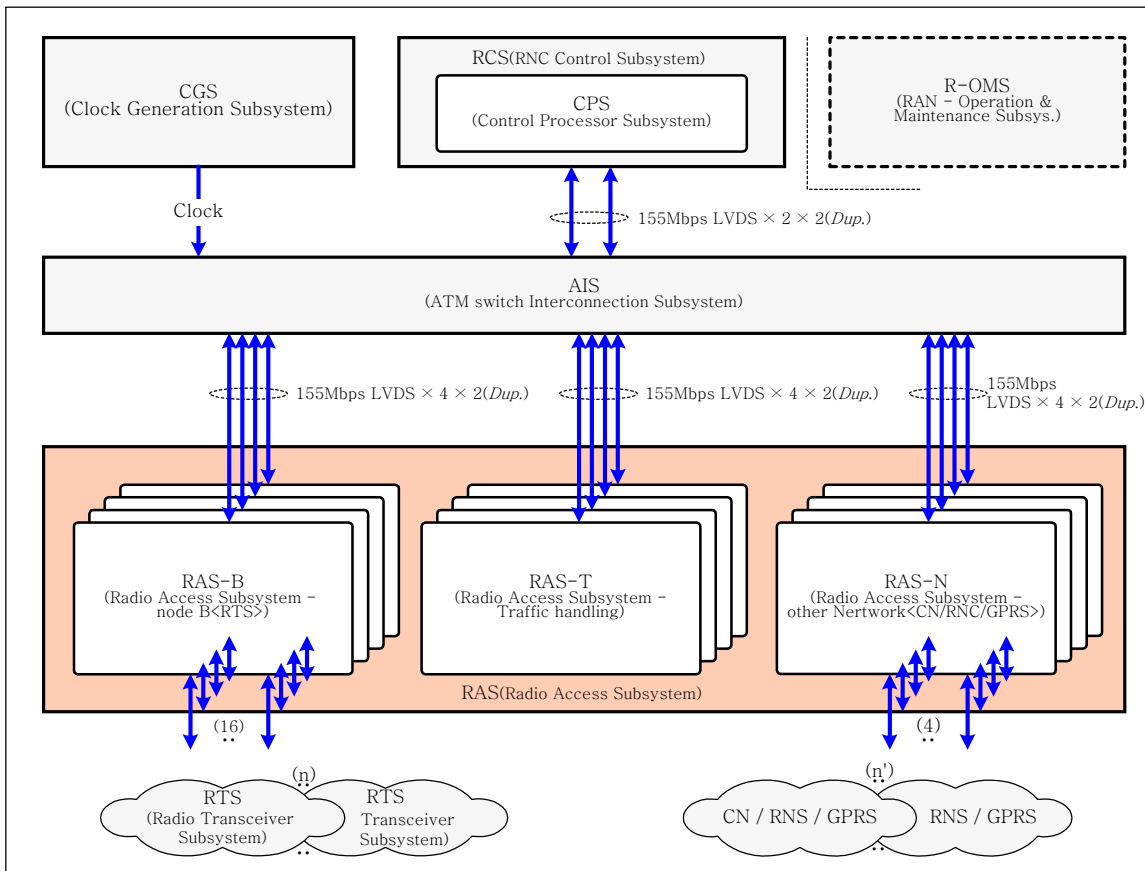 CGS
(Clock Generation Subsystem)
RCS(RNC Control Subsystem)
CPS
(Control Processor Subsystem)
R-OMS
(RAN - Operation &
Maintenance Subsys.)
Clock
155Mbps LVDS × 2 × 2(Dup.)
AIS
(ATM switch Interconnection Subsystem)
155Mbps LVDS × 4 × 2(Dup.)
155Mbps LVDS × 4 × 2(Dup.)
155Mbps
LVDS × 4 × 2(Dup.)
RAS-B
(Radio Access Subsystem -
node B<RTS>)
RAS-T
(Radio Access Subsystem -
Traffic handling)
RAS-N
(Radio Access Subsystem -
other Nertwork<CN/RNC/GPRS>)
RAS(Radio Access Subsystem)
(16)
..
(4)
..
(n)
..
RTS
(Radio Transceiver
Subsystem)
RTS
Transceiver
Subsystem)
..
(n')
..
CN / RNS / GPRS
RNS / GPRS
..